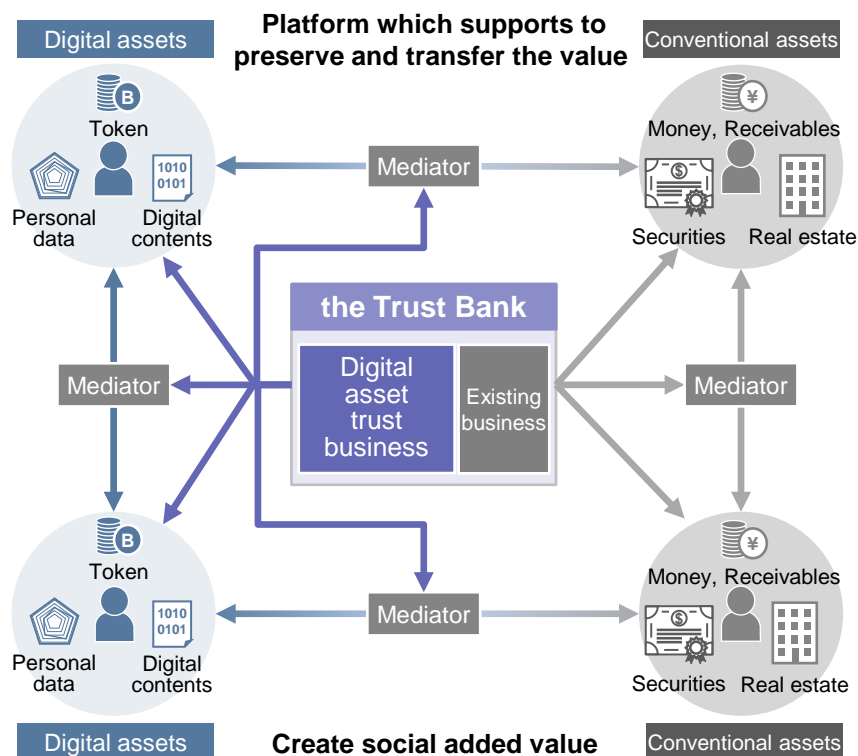 Platform which supports to
preserve and transfer the value
Digital assets
Conventional assets
B
Token
1010
0101
Personal
data
Digital
contents
Mediator
¥
Money, Receivables
$
Securities
Real estate
the Trust Bank
Digital
asset
trust
business
Existing
business
Mediator
Mediator
B
Token
1010
0101
Personal
data
Digital
contents
Mediator
¥
Money, Receivables
$
Securities
Real estate
Digital assets
Create social added value
Conventional assets